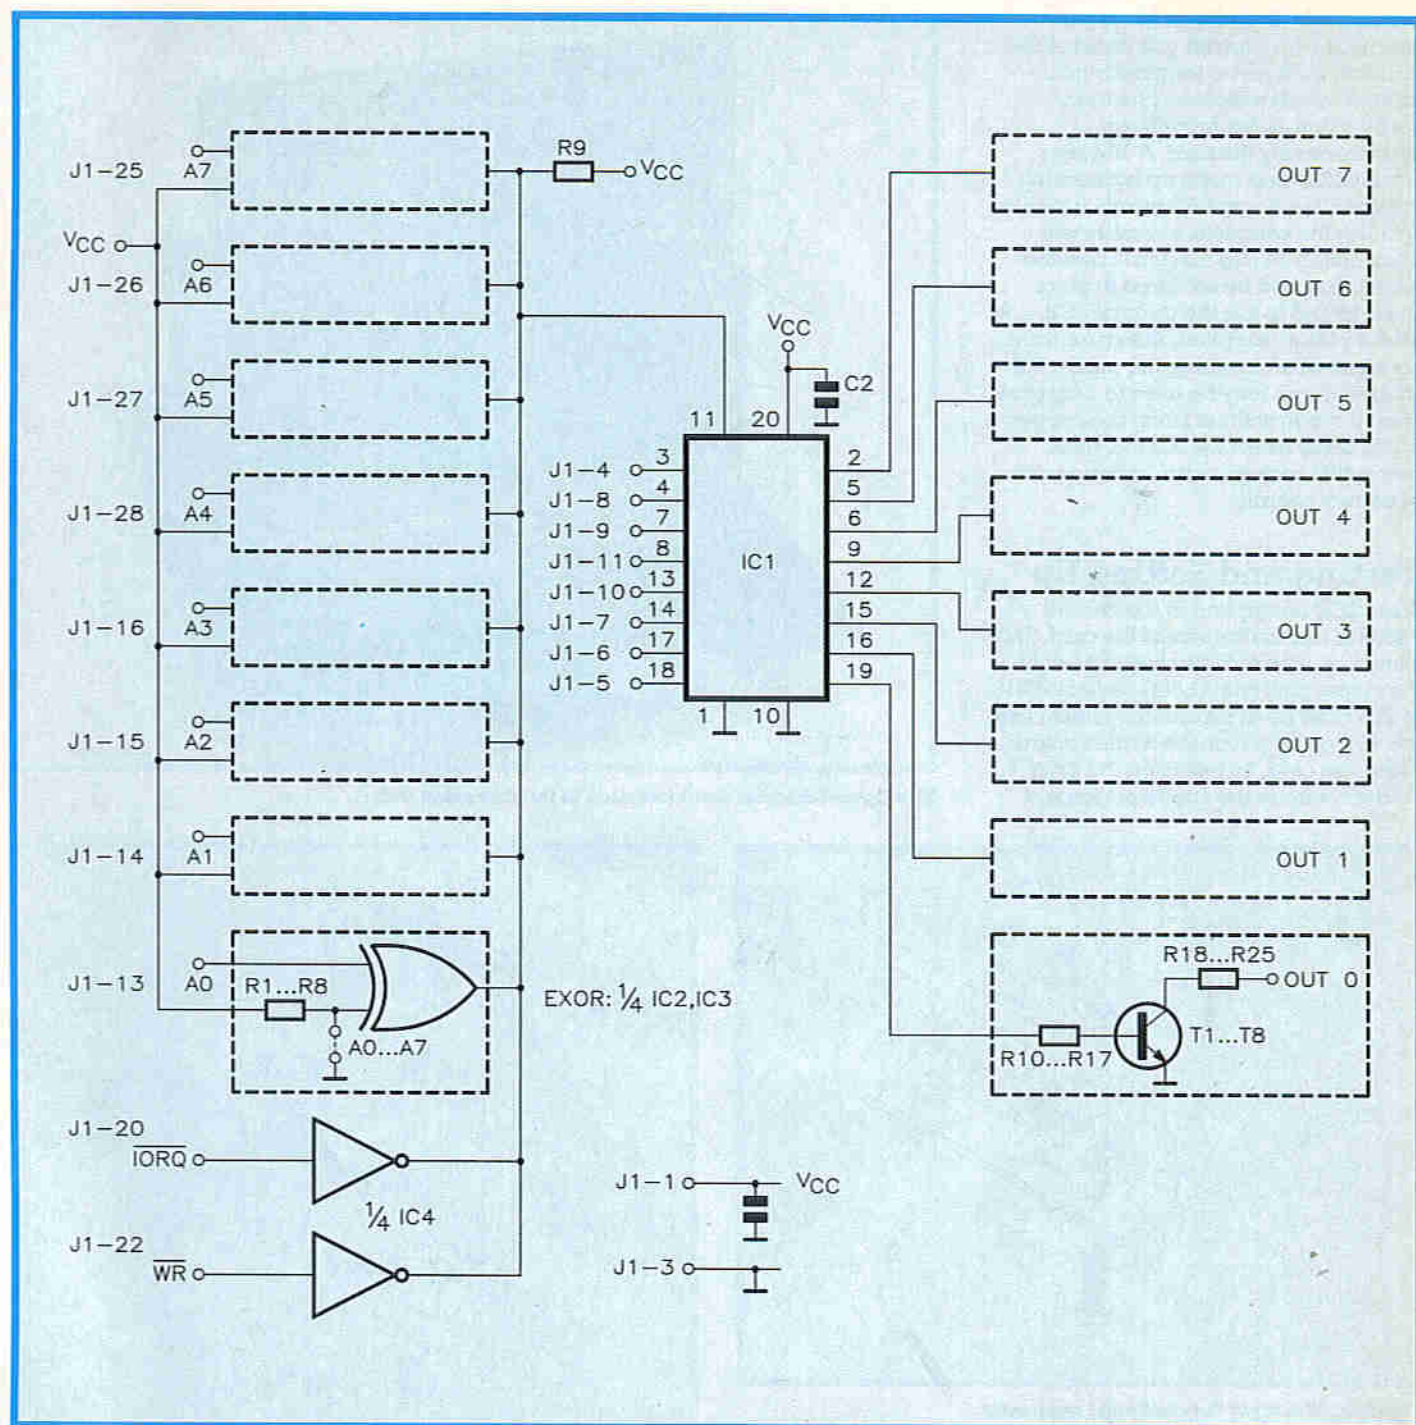 J1-25
A7
R9
VCC
OUT 7
VCC
J1-26
A6
OUT 6
VCC
J1-27
A5
C2
OUT 5
11
20
J1-4
3
2
J1-8
4
5
J1-9
7
6
J1-28
A4
OUT 4
J1-11
8
IC1
9
J1-10
13
12
J1-7
14
15
J1-16
A3
OUT 3
J1-6
17
16
J1-5
18
19
1
10
J1-15
A2
OUT 2
J1-14
A1
OUT 1
J1-13
A0
R1...R8
EXOR: 1/4 IC2,IC3
A0...A7
R18...R25
OUT 0
R10...R17
T1...T8
J1-20
IORQ
J1-1
VCC
1/4 IC4
J1-22
WR
J1-3